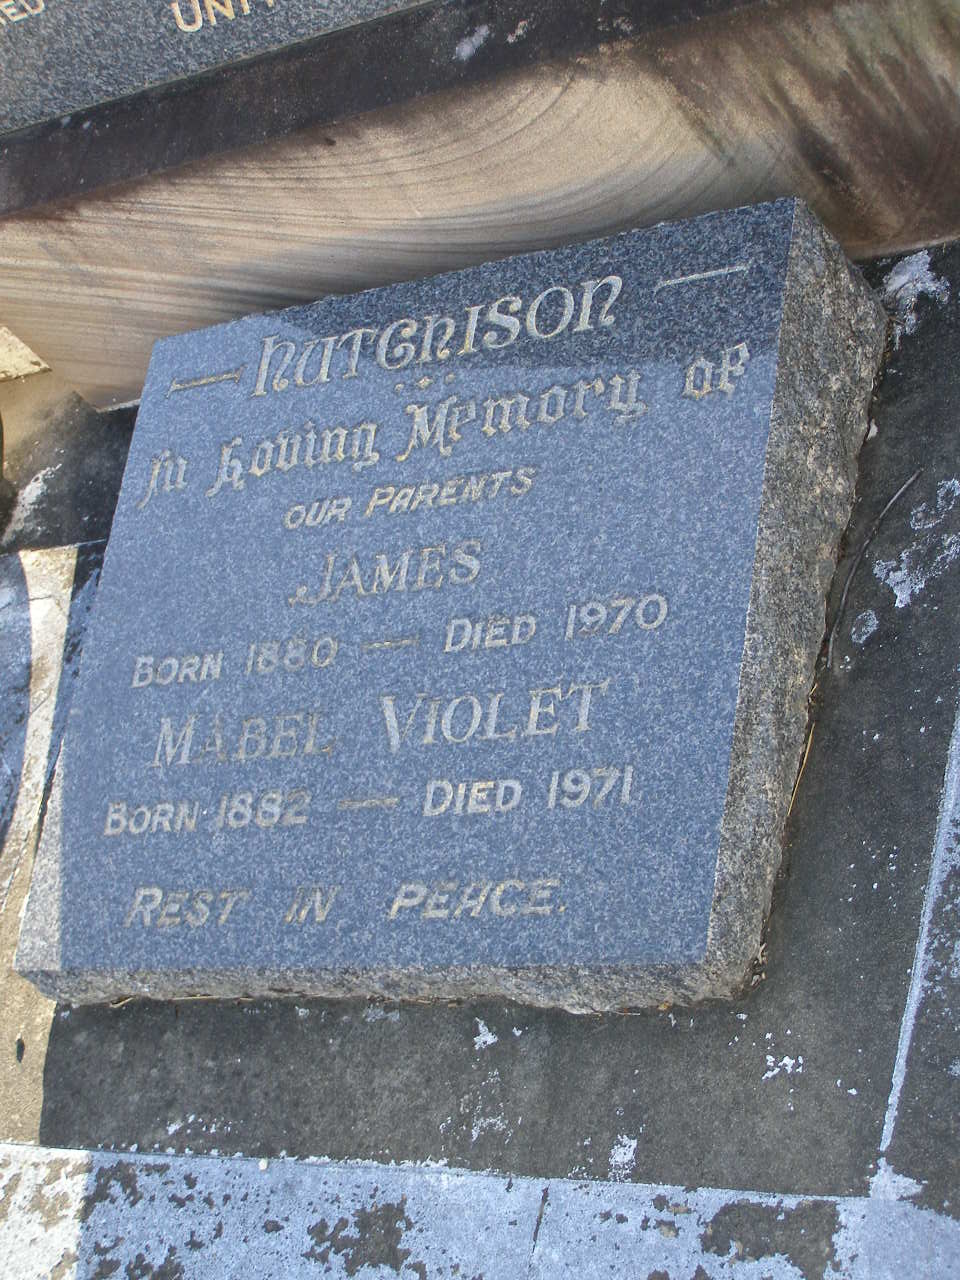 — HUTCHISON —
In Loving Memory of
OUR PARENTS
JAMES
BORN 1880 — DIED 1970
MABEL VIOLET
BORN 1882 — DIED 1971
REST IN PEACE.